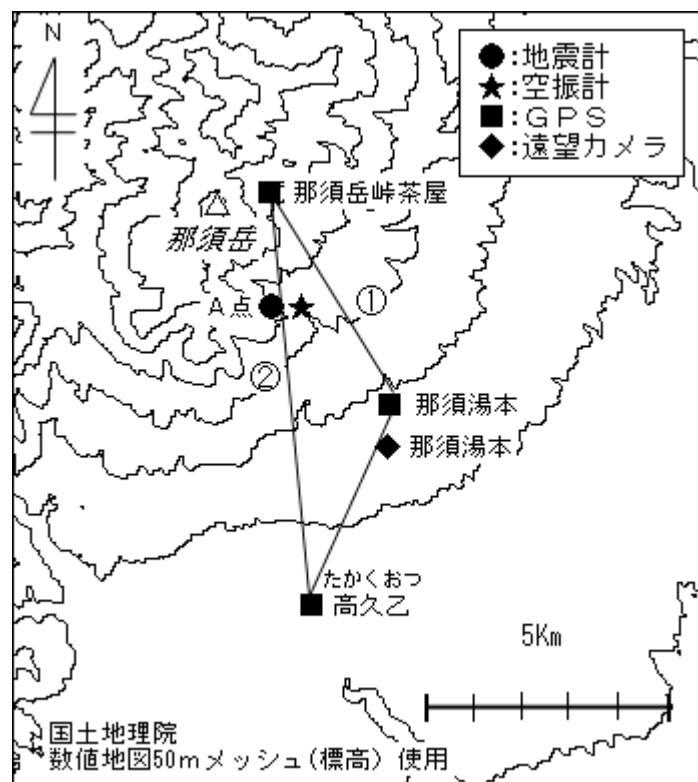 N
●:地震計
★:空振計
■:GPS
◆:遠望カメラ
那須岳峠茶屋
那須岳
A点
①
②
那須湯本
那須湯本
たかくおつ
高久乙
5Km
国土地理院
数値地図50mメッシュ(標高) 使用